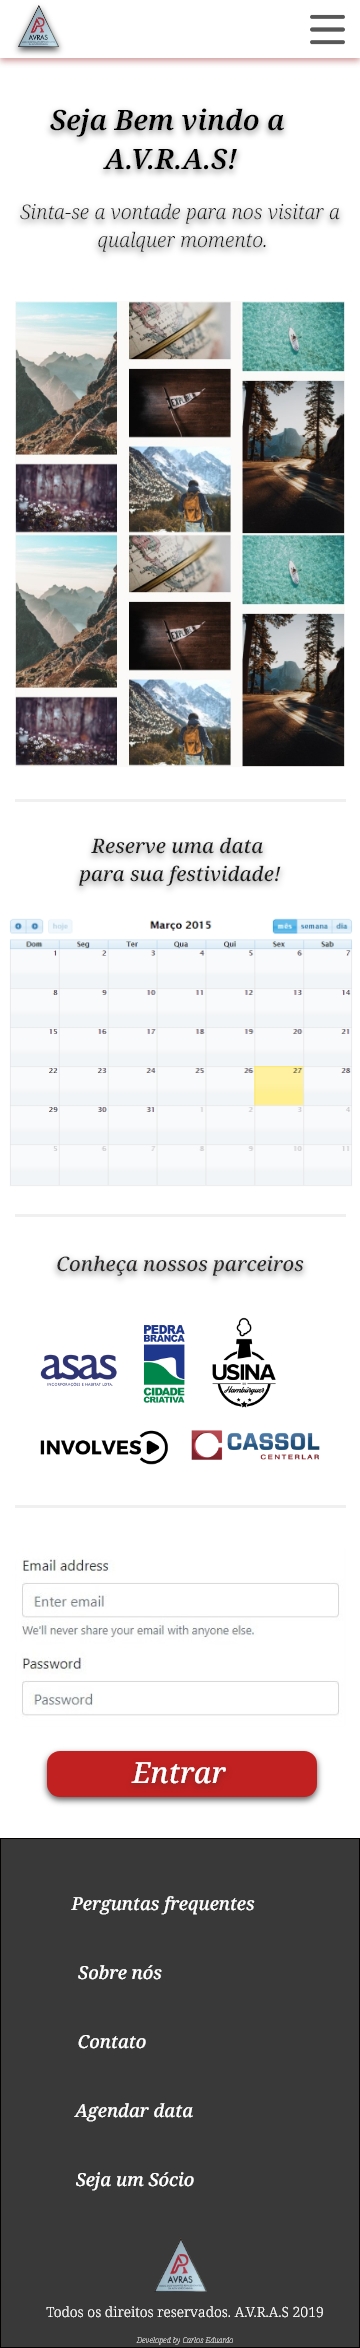 AVRAS
Seja Bem vindo a
A.V.R.A.S!
Sinta-se a vontade para nos visitar a
qualquer momento.
Reserve uma data
para sua festividade!
hoje
Março 2015
mês semana dia
Dom Seg Ter Qua Qui Sex Sab
1 2 3 4 5 6 7
8 9 10 11 12 13 14
15 16 17 18 19 20 21
22 23 24 25 26 27 28
29 30 31 1 2 3 4
5 6 7 8 9 10 11
Conheça nossos parceiros
asas
INCORPORAÇÕES E HABITAT LTDA.
PEDRA
BRANCA
CIDADE
CRIATIVA
USINA
Hambúrguer
INVOLVES
CASSOL
CENTERLAR
Email address
Enter email
We'll never share your email with anyone else.
Password
Password
Entrar
Perguntas frequentes
Sobre nós
Contato
Agendar data
Seja um Sócio
AVRAS
Todos os direitos reservados. A.V.R.A.S 2019
Developed by Carlos Eduardo